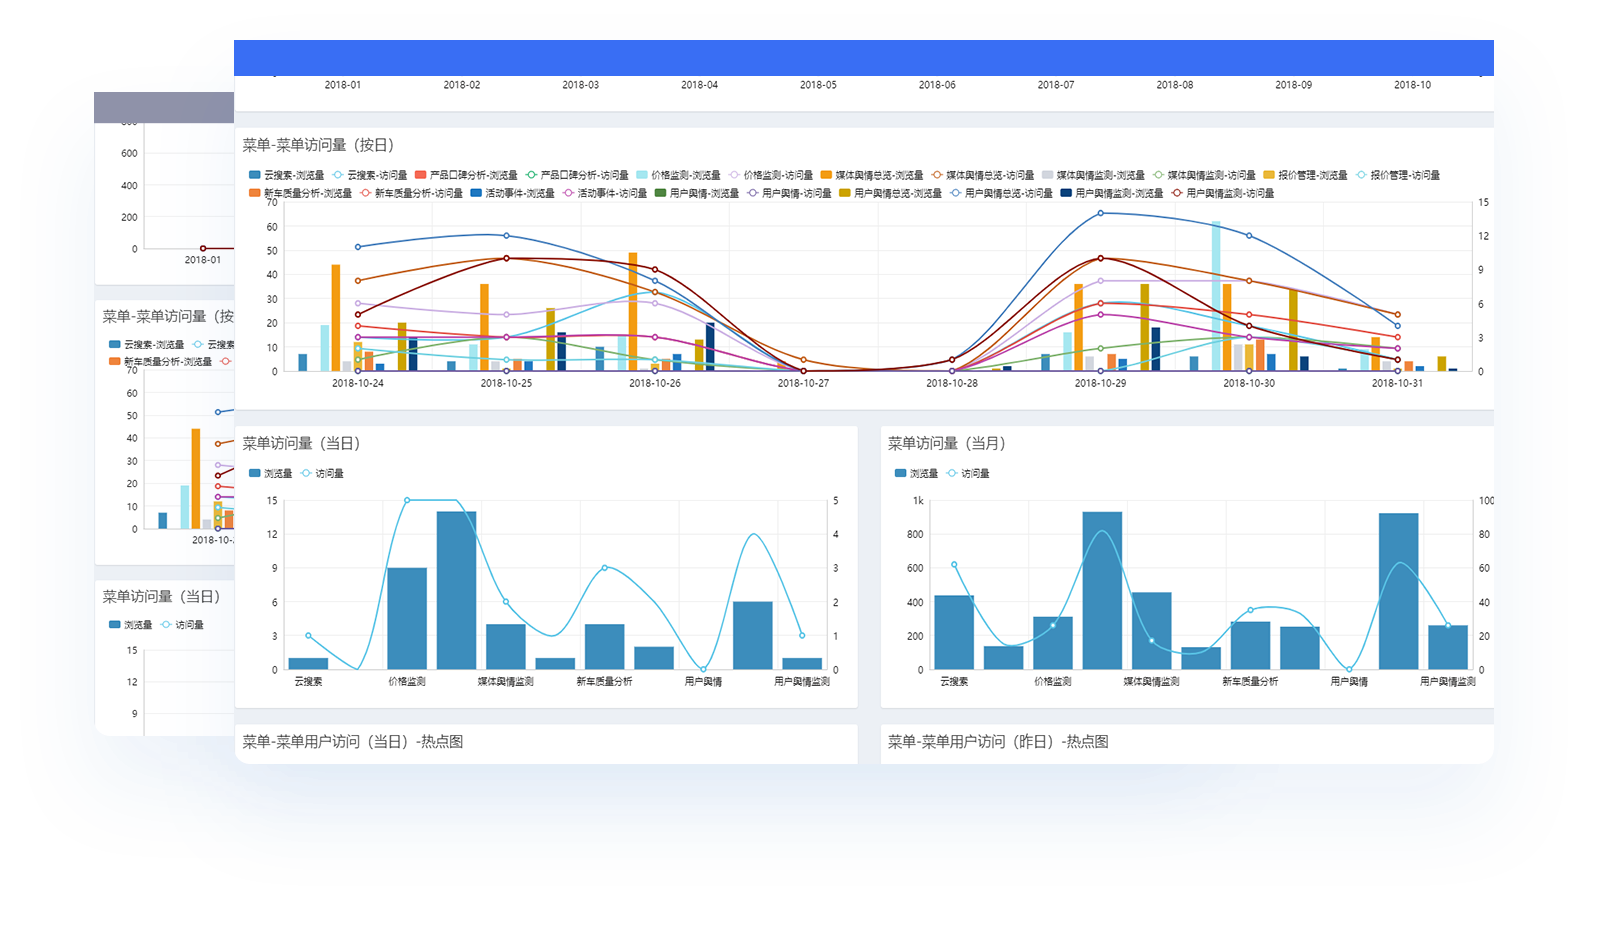 2018-01 2018-02 2018-03 2018-04 2018-05 2018-06 2018-07 2018-08 2018-09 2018-10
菜单-菜单访问量（按日）
云搜索-浏览量 云搜索-访问量 产品口碑分析-浏览量 产品口碑分析-访问量 价格监测-浏览量 价格监测-访问量 媒体舆情总览-浏览量 媒体舆情总览-访问量 媒体舆情监测-浏览量 媒体舆情监测-访问量 报价管理-浏览量 报价管理-访问量
新车质量分析-浏览量 新车质量分析-访问量 活动事件-浏览量 活动事件-访问量 用户舆情-浏览量 用户舆情-访问量 用户舆情总览-浏览量 用户舆情总览-访问量 用户舆情监测-浏览量 用户舆情监测-访问量
70 15
60
50 12
40 9
30 6
20
10 3
0 0
2018-10-24 2018-10-25 2018-10-26 2018-10-27 2018-10-28 2018-10-29 2018-10-30 2018-10-31
菜单访问量（当日）
浏览量 访问量
15 5
12 4
9 3
6 2
3 1
0 0
云搜索 价格监测 媒体舆情监测 新车质量分析 用户舆情 用户舆情监测
菜单访问量（当月）
浏览量 访问量
1k 100
800 80
600 60
400 40
200 20
0 0
云搜索 价格监测 媒体舆情监测 新车质量分析 用户舆情 用户舆情监测
菜单-菜单用户访问（当日）-热点图
菜单-菜单用户访问（昨日）-热点图
800
600
400
200
0
2018-01
菜单-菜单访问量（按
云搜索-浏览量 云搜索
新车质量分析-浏览量
70
60
50
40
30
20
10
0
2018-10-2
菜单访问量（当日）
浏览量 访问量
15
12
9